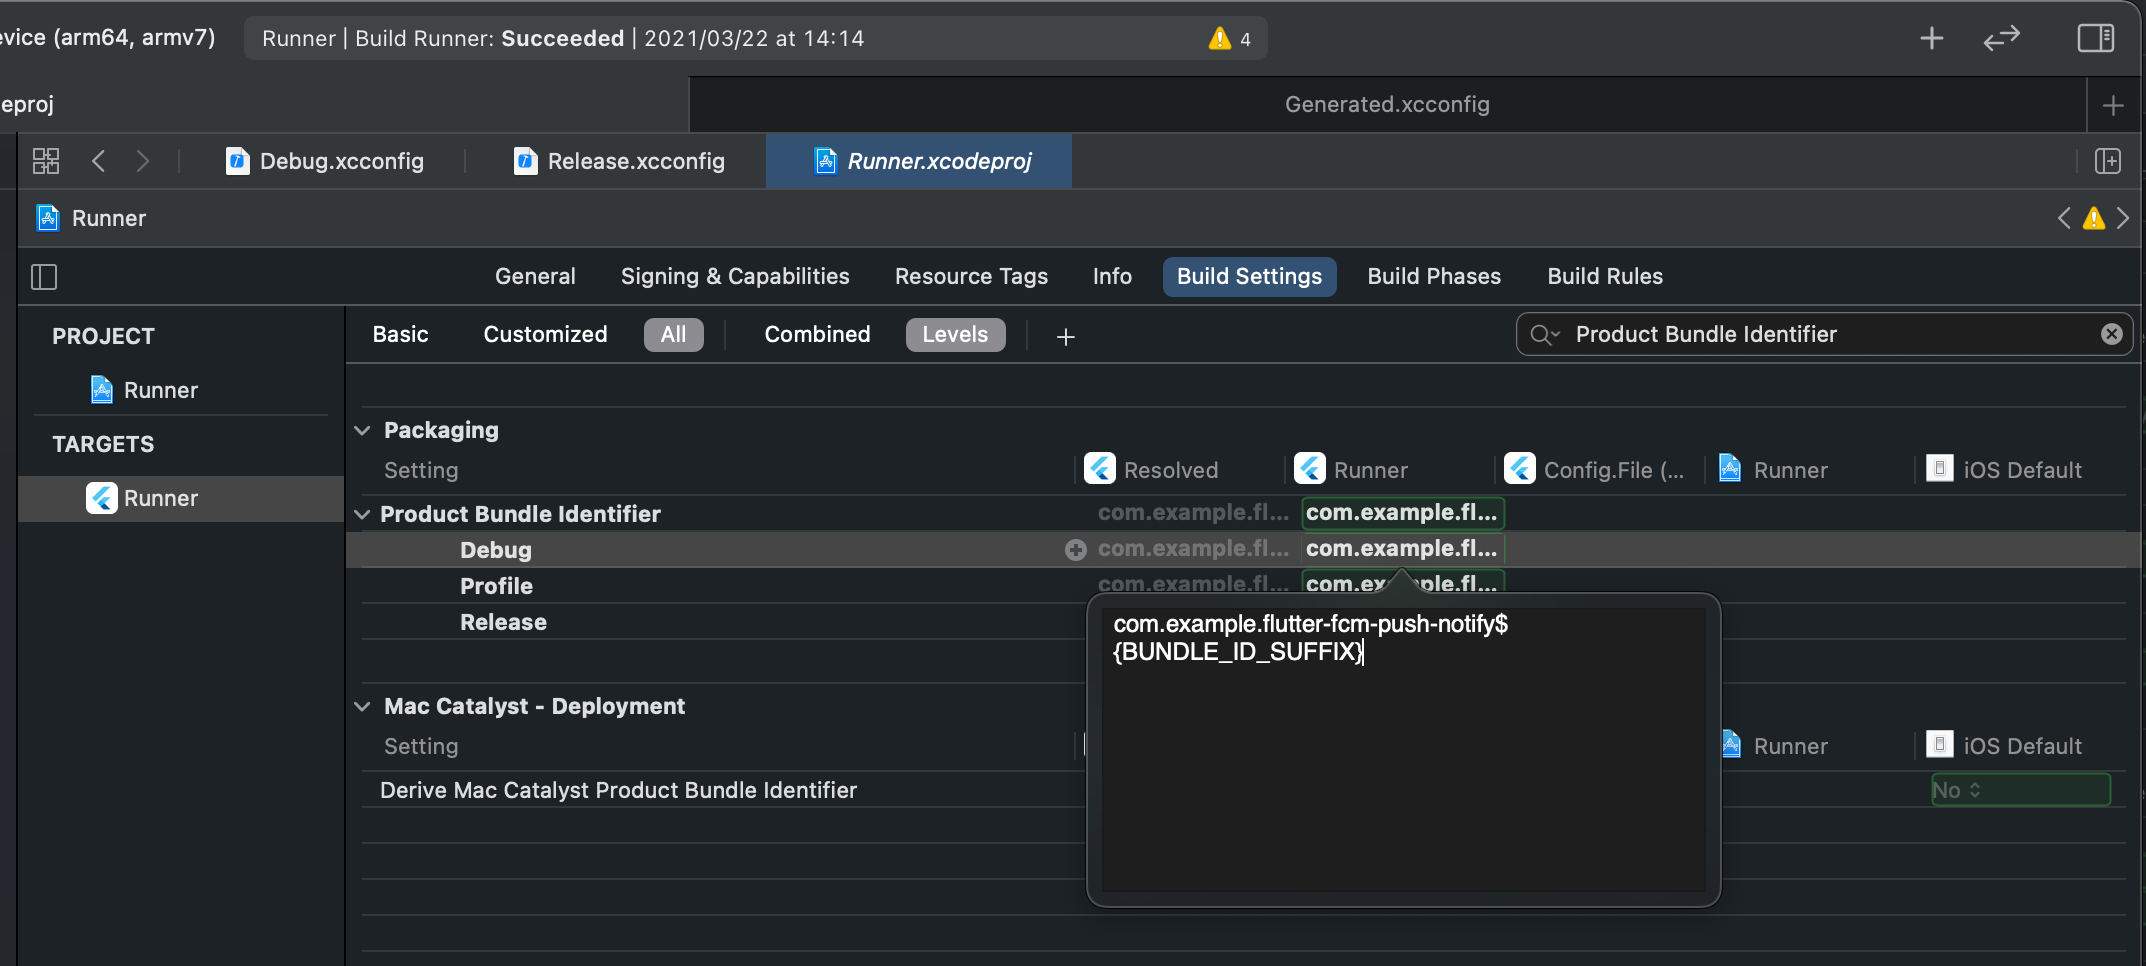 evice (arm64, armv7)
Runner | Build Runner: Succeeded | 2021/03/22 at 14:14
4
eproj
Generated.xcconfig
Debug.xcconfig
Release.xcconfig
Runner.xcodeproj
Runner
General
Signing & Capabilities
Resource Tags
Info
Build Settings
Build Phases
Build Rules
PROJECT
Runner
TARGETS
Runner
Basic
Customized
All
Combined
Levels
Product Bundle Identifier
Packaging
Setting
Resolved
Runner
Config.File (...
Runner
iOS Default
Product Bundle Identifier
com.example.fl...
com.example.fl...
Debug
com.example.fl...
com.example.fl...
Profile
com.example.fl...
com.example.fl...
Release
com.example.flutter-fcm-push-notify$
{BUNDLE_ID_SUFFIX}
Mac Catalyst - Deployment
Setting
Runner
iOS Default
Derive Mac Catalyst Product Bundle Identifier
No